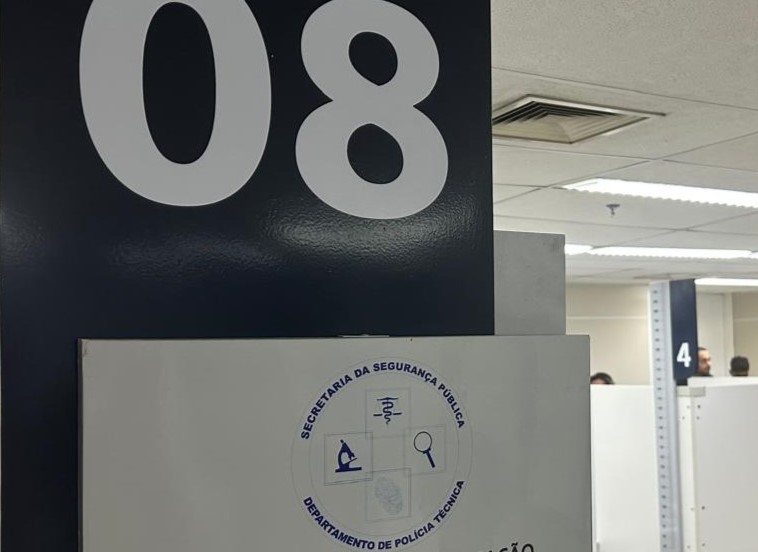 08
4
SECRETARIA DA SEGURANÇA PÚBLICA
DEPARTAMENTO DE POLÍCIA TÉCNICA